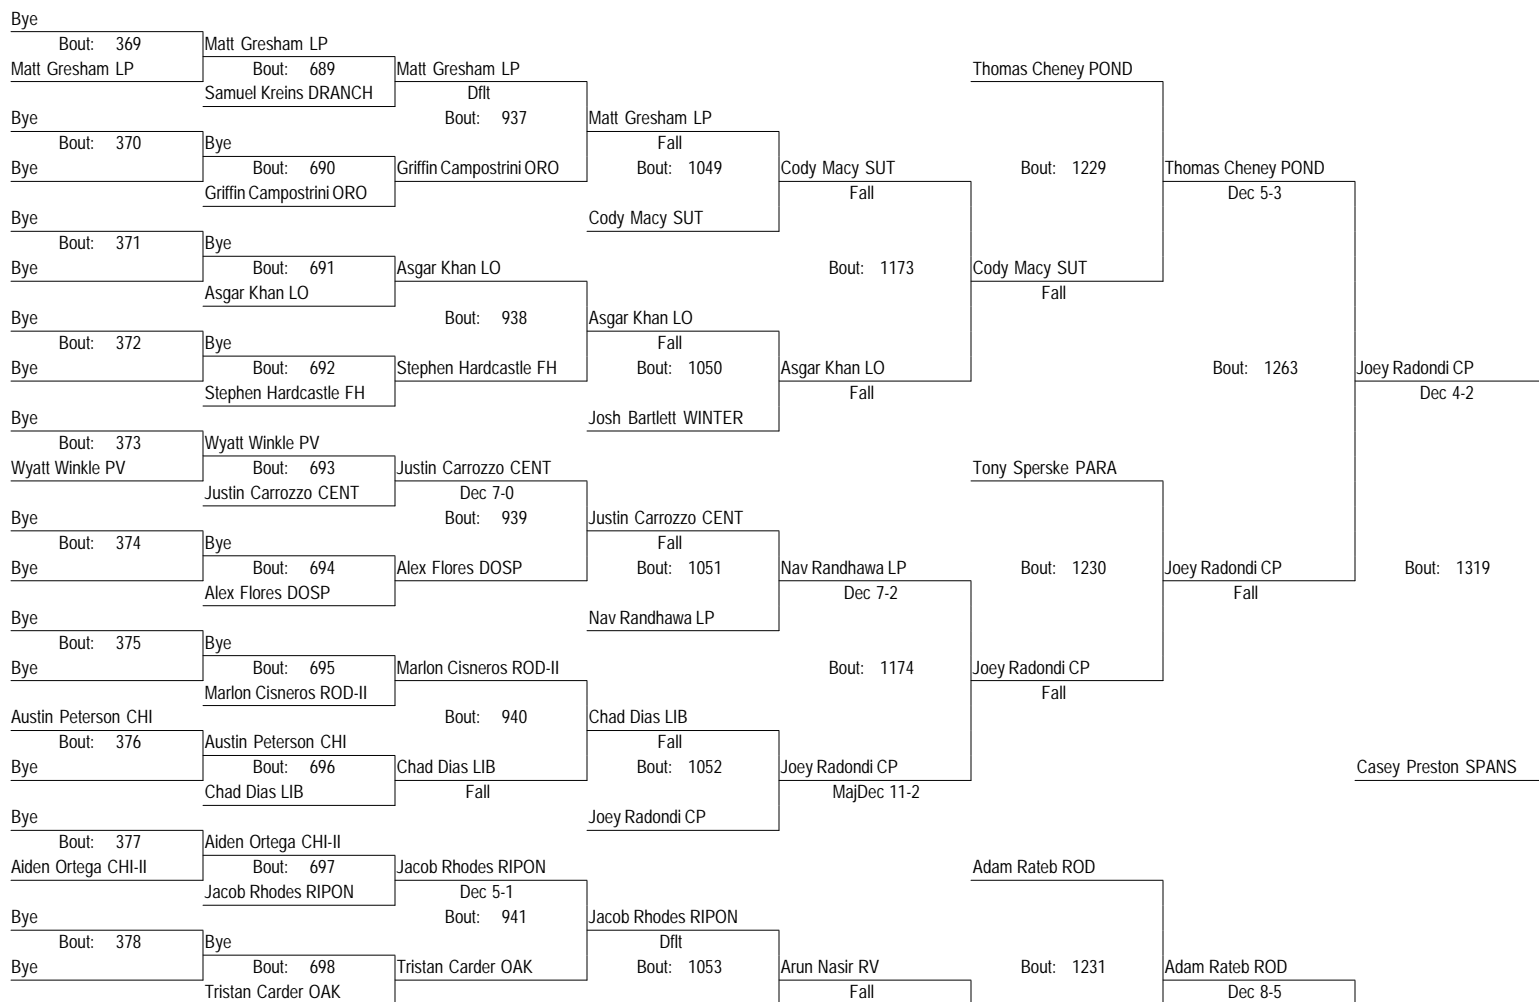 Bye
Bout: 369
Matt Gresham LP
Bye
Bout: 370
Bye
Bye
Bout: 371
Bye
Bye
Bout: 372
Bye
Bye
Bout: 373
Wyatt Winkle PV
Bye
Bout: 374
Bye
Bye
Bout: 375
Bye
Austin Peterson CHI
Bout: 376
Bye
Bye
Bout: 377
Aiden Ortega CHI-II
Bye
Bout: 378
Bye
Matt Gresham LP
Bout: 689
Samuel Kreins DRANCH
Bye
Bout: 690
Griffin Campostrini ORO
Bye
Bout: 691
Asgar Khan LO
Bye
Bout: 692
Stephen Hardcastle FH
Wyatt Winkle PV
Bout: 693
Justin Carrozzo CENT
Bye
Bout: 694
Alex Flores DOSP
Bye
Bout: 695
Marlon Cisneros ROD-II
Austin Peterson CHI
Bout: 696
Chad Dias LIB
Aiden Ortega CHI-II
Bout: 697
Jacob Rhodes RIPON
Bye
Bout: 698
Tristan Carder OAK
Matt Gresham LP
Dflt
Bout: 937
Griffin Campostrini ORO
Asgar Khan LO
Bout: 938
Stephen Hardcastle FH
Justin Carrozzo CENT
Dec 7-0
Bout: 939
Alex Flores DOSP
Marlon Cisneros ROD-II
Bout: 940
Chad Dias LIB
Fall
Jacob Rhodes RIPON
Dec 5-1
Bout: 941
Tristan Carder OAK
Matt Gresham LP
Fall
Bout: 1049
Cody Macy SUT
Asgar Khan LO
Fall
Bout: 1050
Josh Bartlett WINTER
Justin Carrozzo CENT
Fall
Bout: 1051
Nav Randhawa LP
Chad Dias LIB
Fall
Bout: 1052
Joey Radondi CP
Jacob Rhodes RIPON
Dflt
Bout: 1053
Cody Macy SUT
Fall
Bout: 1173
Asgar Khan LO
Fall
Nav Randhawa LP
Dec 7-2
Bout: 1174
Joey Radondi CP
MajDec 11-2
Arun Nasir RV
Fall
Thomas Cheney POND
Bout: 1229
Cody Macy SUT
Fall
Tony Sperske PARA
Bout: 1230
Joey Radondi CP
Fall
Adam Rateb ROD
Bout: 1231
Thomas Cheney POND
Dec 5-3
Bout: 1263
Joey Radondi CP
Fall
Adam Rateb ROD
Dec 8-5
Joey Radondi CP
Dec 4-2
Bout: 1319
Casey Preston SPANS